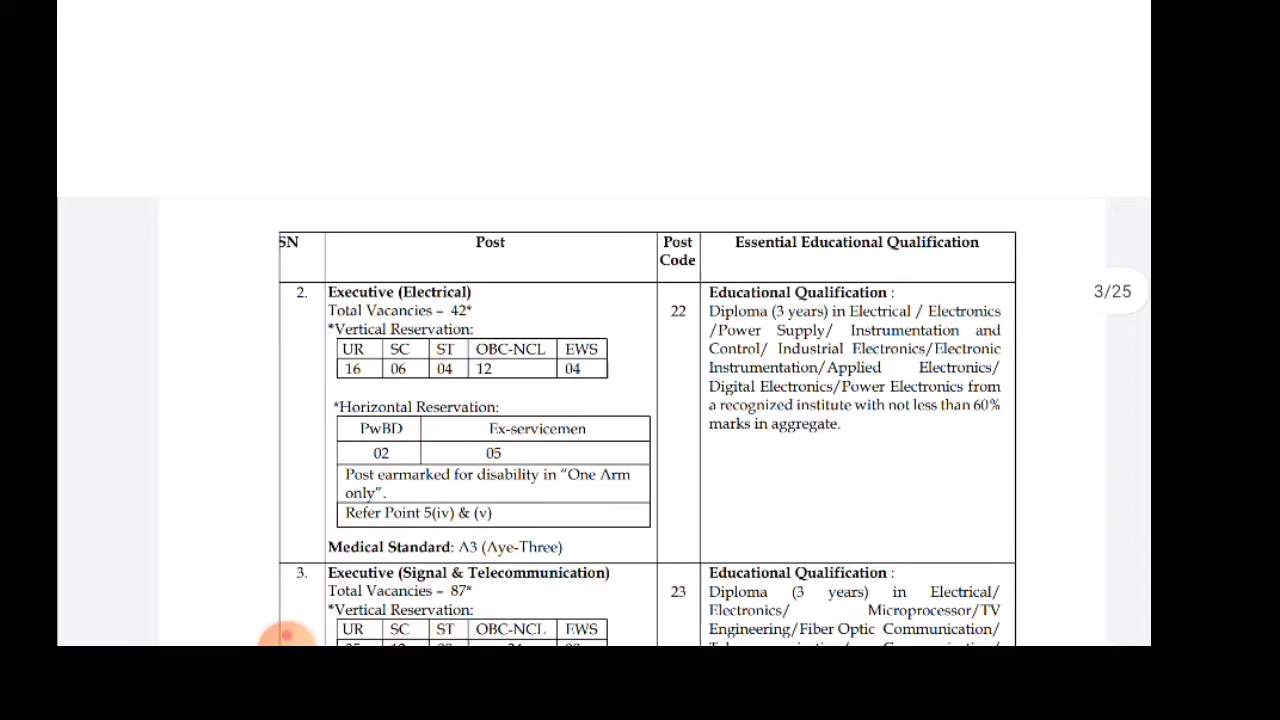 SN Post Post Code Essential Educational Qualification
2. Executive (Electrical)
Total Vacancies – 42*
*Vertical Reservation:
UR SC ST OBC-NCL EWS
16 06 04 12 04
*Horizontal Reservation:
PwBD Ex-servicemen
02 05
Post earmarked for disability in “One Arm
only”.
Refer Point 5(iv) & (v)
Medical Standard: A3 (Aye-Three)
22
Educational Qualification :
Diploma (3 years) in Electrical / Electronics
/Power Supply/ Instrumentation and
Control/ Industrial Electronics/Electronic
Instrumentation/Applied Electronics/
Digital Electronics/Power Electronics from
a recognized institute with not less than 60%
marks in aggregate.
3/25
3. Executive (Signal & Telecommunication)
Total Vacancies – 87*
*Vertical Reservation:
UR SC ST OBC-NCL EWS
23
Educational Qualification :
Diploma (3 years) in Electrical/
Electronics/ Microprocessor/TV
Engineering/Fiber Optic Communication/